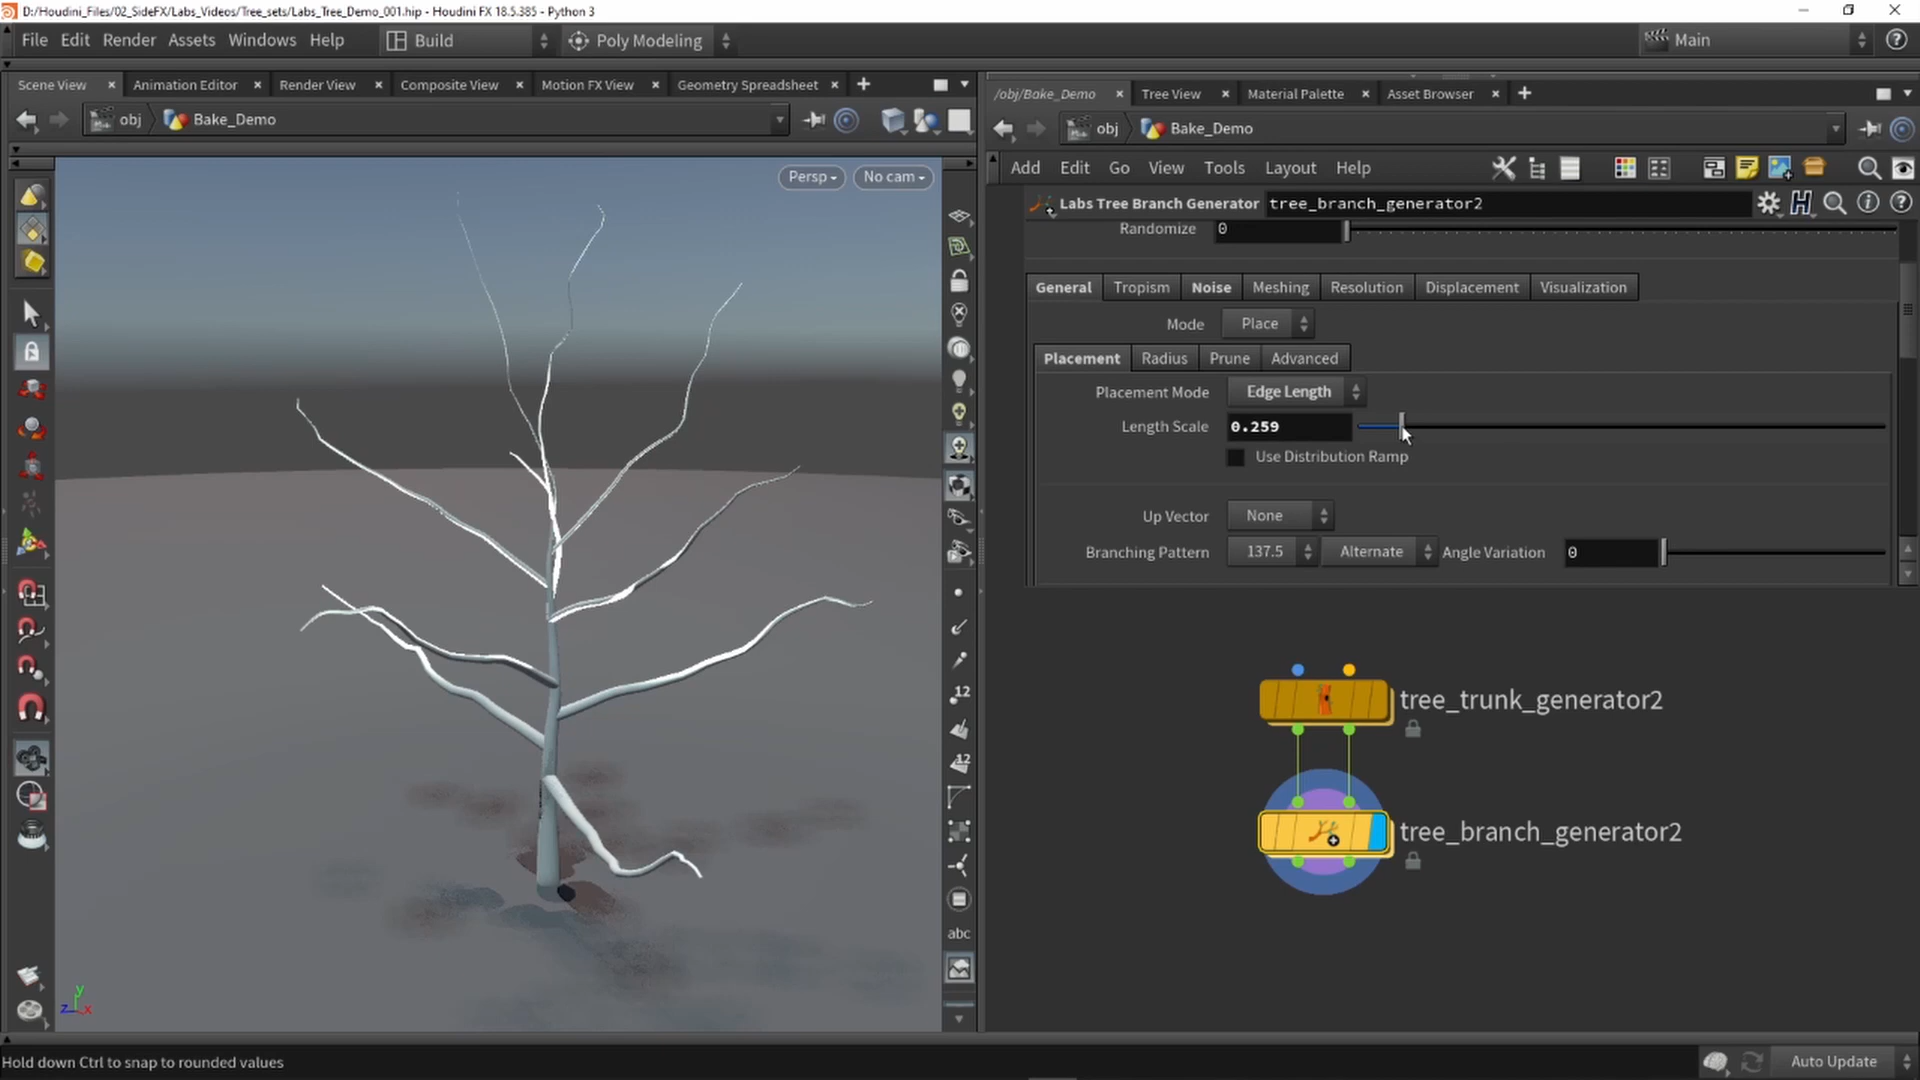 D:/Houdini_Files/02_SideFX/Labs_Videos/Tree_sets/Labs_Tree_Demo_001.hip - Houdini FX 18.5.385 - Python 3
File Edit Render Assets Windows Help Build Poly Modeling Main
Scene View Animation Editor Render View Composite View Motion FX View Geometry Spreadsheet
obj Bake_Demo
Persp No cam
12
12
abc
y
z x
/obj/Bake_Demo Tree View Material Palette Asset Browser
obj Bake_Demo
Add Edit Go View Tools Layout Help
Labs Tree Branch Generator tree_branch_generator2
Randomize 0
General Tropism Noise Meshing Resolution Displacement Visualization
Mode Place
Placement Radius Prune Advanced
Placement Mode Edge Length
Length Scale 0.259
Use Distribution Ramp
Up Vector None
Branching Pattern 137.5 Alternate Angle Variation 0
tree_trunk_generator2
tree_branch_generator2
Hold down Ctrl to snap to rounded values
Auto Update